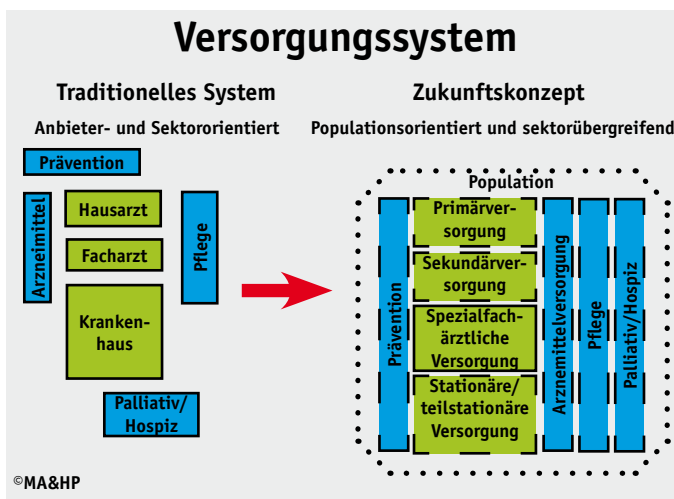 Versorgungssystem
Traditionelles System
Anbieter- und Sektororientiert
Prävention
Arzneimittel
Hausarzt
Facharzt
Kranken-
haus
Pflege
Palliativ/
Hospiz
Zukunftskonzept
Populationsorientiert und sektorübergreifend
Population
Prävention
Primärver-
sorgung
Sekundärver-
sorgung
Spezialfach-
ärztliche
Versorgung
Stationäre/
teilstationäre
Versorgung
Arznemittelversorgung
Pflege
Palliativ/Hospiz
©MA&HP